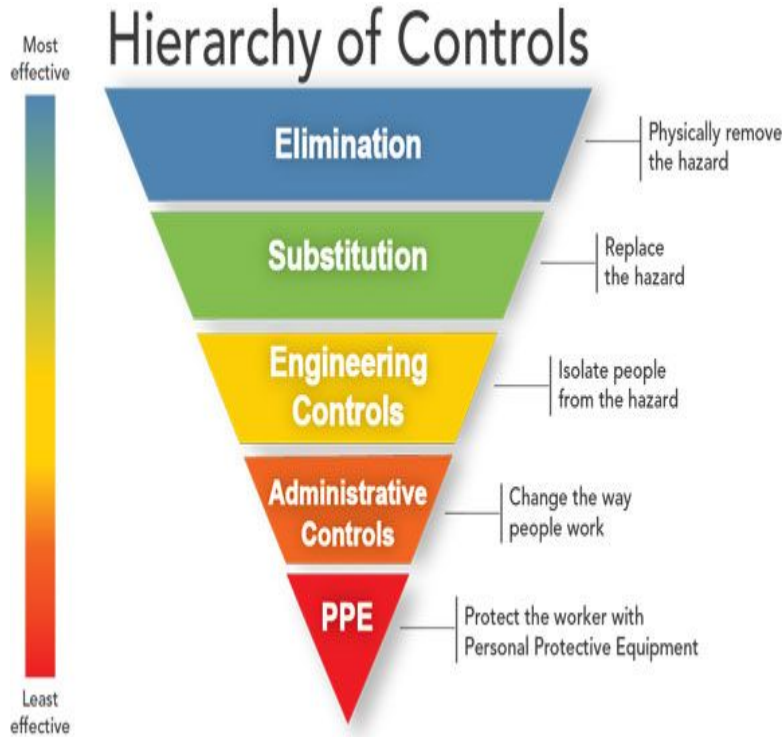 Hierarchy of Controls
Most
effective
Elimination
Physically remove
the hazard
Substitution
Replace
the hazard
Engineering
Controls
Isolate people
from the hazard
Administrative
Controls
Change the way
people work
PPE
Protect the worker with
Personal Protective Equipment
Least
effective